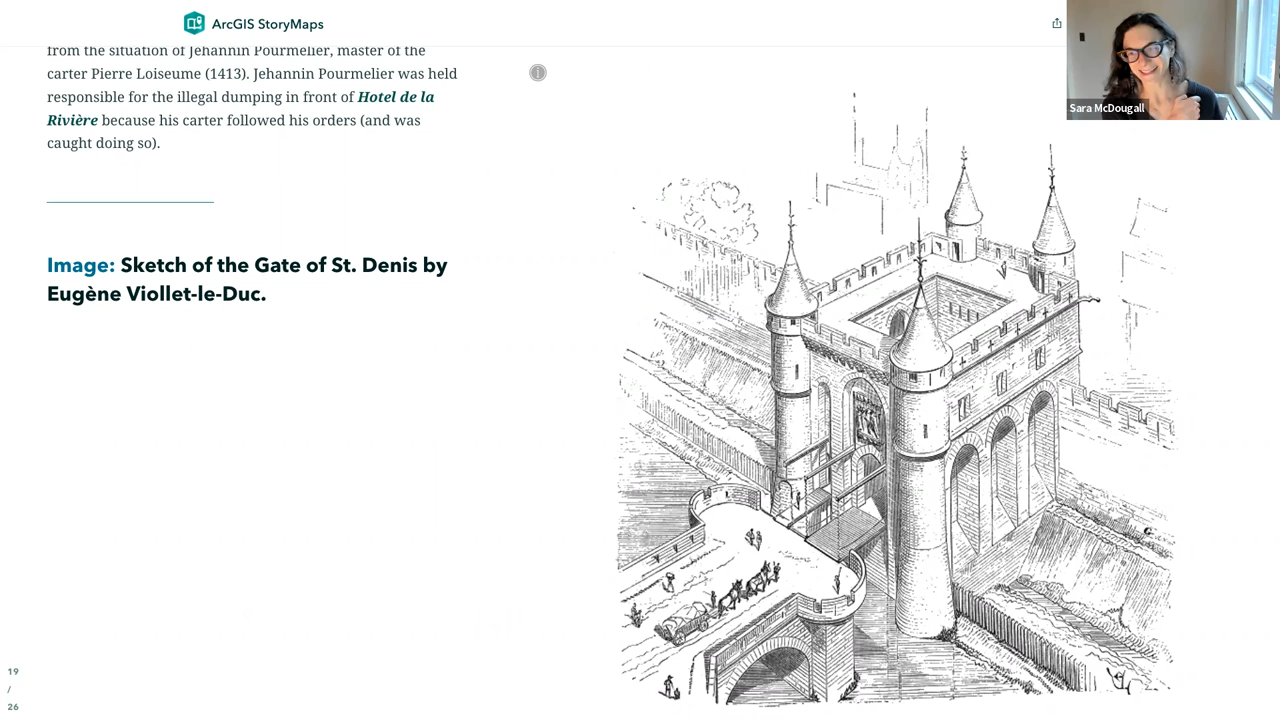 ArcGIS StoryMaps
from the situation of Jehannin Pourmelier, master of the
carter Pierre Loiseume (1413). Jehannin Pourmelier was held
responsible for the illegal dumping in front of Hotel de la
Rivière because his carter followed his orders (and was
caught doing so).
Image: Sketch of the Gate of St. Denis by
Eugène Viollet-le-Duc.
19
/
26
Sara McDougall